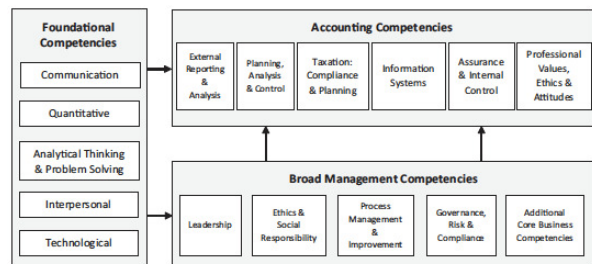 Foundational
Competencies
Communication
Quantitative
Analytical Thinking
& Problem Solving
Interpersonal
Technological
Accounting Competencies
External
Reporting
&
Analysis
Planning,
Analysis
& Control
Taxation:
Compliance
& Planning
Information
Systems
Assurance
& Internal
Control
Professional
Values,
Ethics &
Attitudes
Broad Management Competencies
Leadership
Ethics &
Social
Responsibility
Process
Management
&
Improvement
Governance,
Risk &
Compliance
Additional
Core Business
Competencies